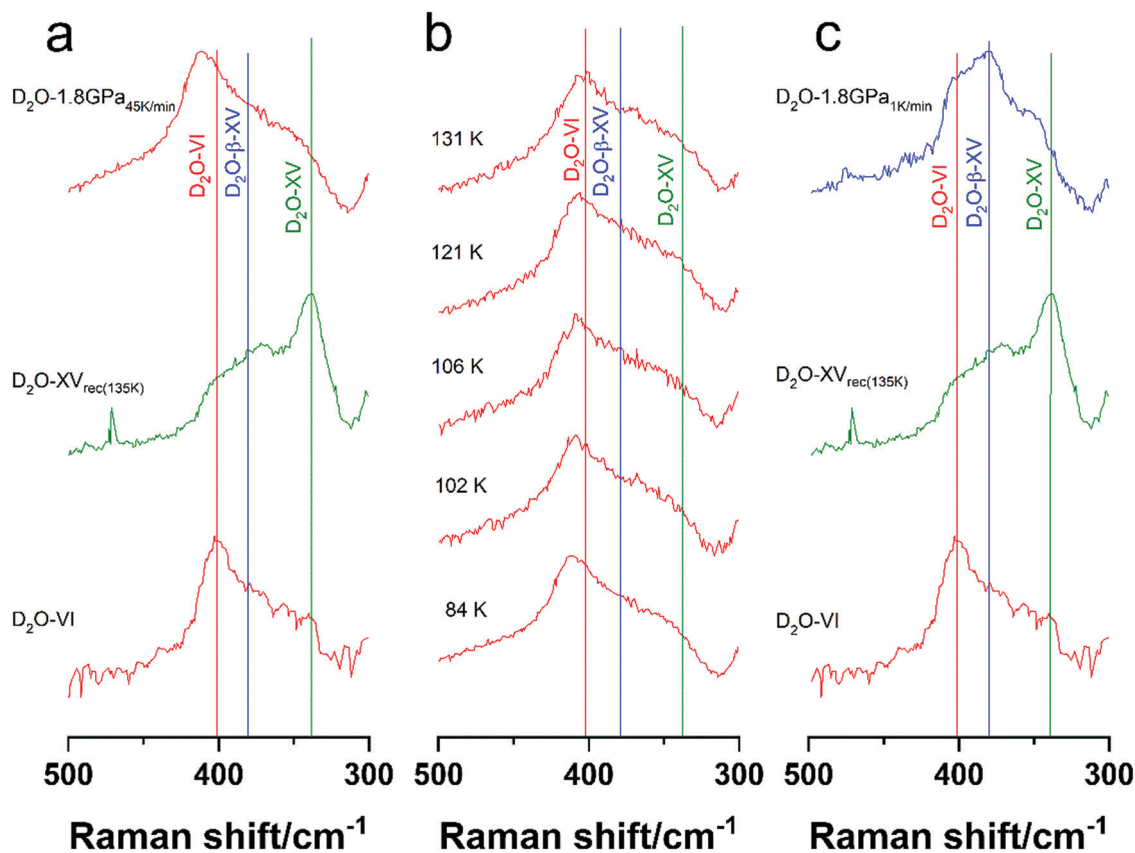 a
D₂O-1.8GPa₄₅K/min
D₂O-VI
D₂O-β-XV
D₂O-XV
D₂O-XVrec(135K)
D₂O-VI
500 400 300
Raman shift/cm⁻¹
b
131 K
D₂O-VI
D₂O-β-XV
D₂O-XV
121 K
106 K
102 K
84 K
500 400 300
Raman shift/cm⁻¹
c
D₂O-1.8GPa₁K/min
D₂O-VI
D₂O-β-XV
D₂O-XV
D₂O-XVrec(135K)
D₂O-VI
500 400 300
Raman shift/cm⁻¹